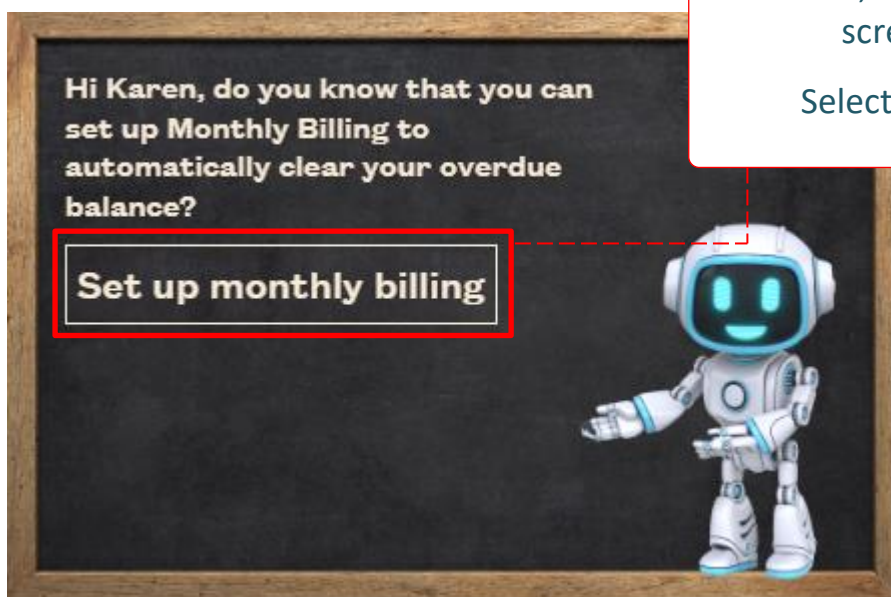 Select
Hi Karen, do you know that you can
set up Monthly Billing to
automatically clear your overdue
balance?
Set up monthly billing